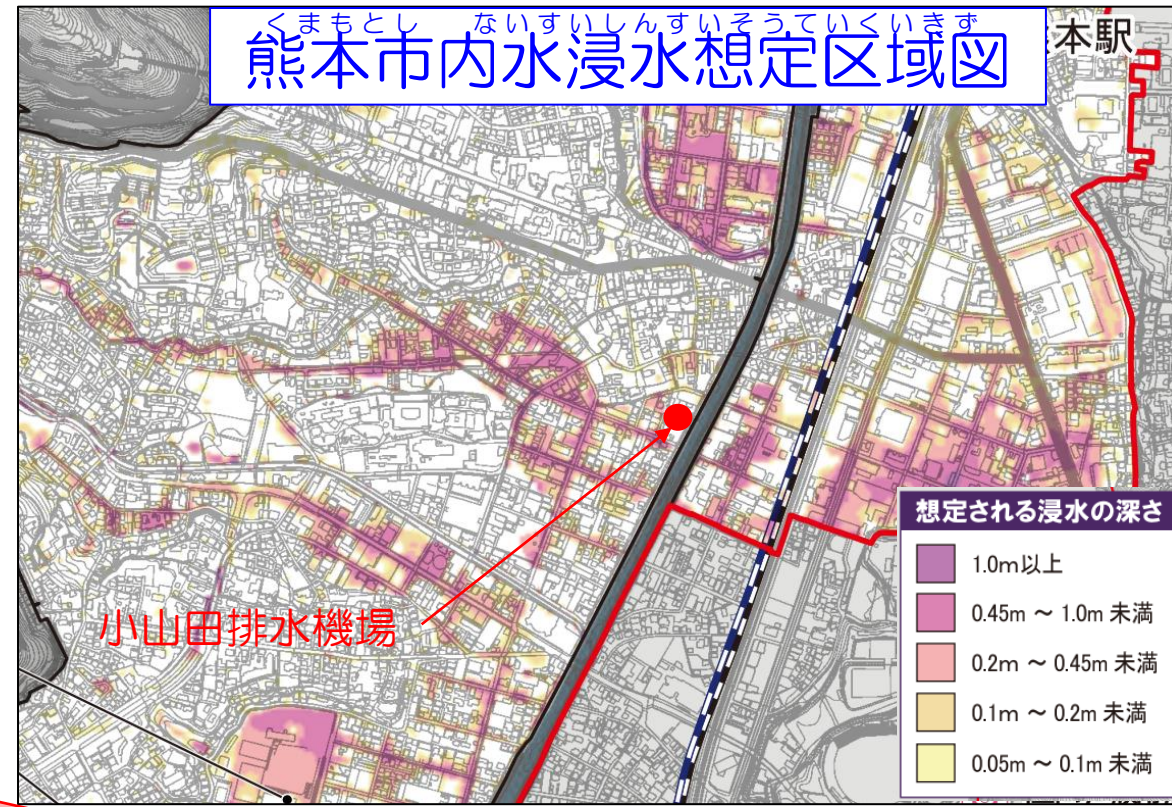 くまもとし ないすいしんすいそうていくいきず
熊本市内水浸水想定区域図
本駅
小山田排水機場
想定される浸水の深さ
1.0m以上
0.45m ～ 1.0m 未満
0.2m ～ 0.45m 未満
0.1m ～ 0.2m 未満
0.05m ～ 0.1m 未満